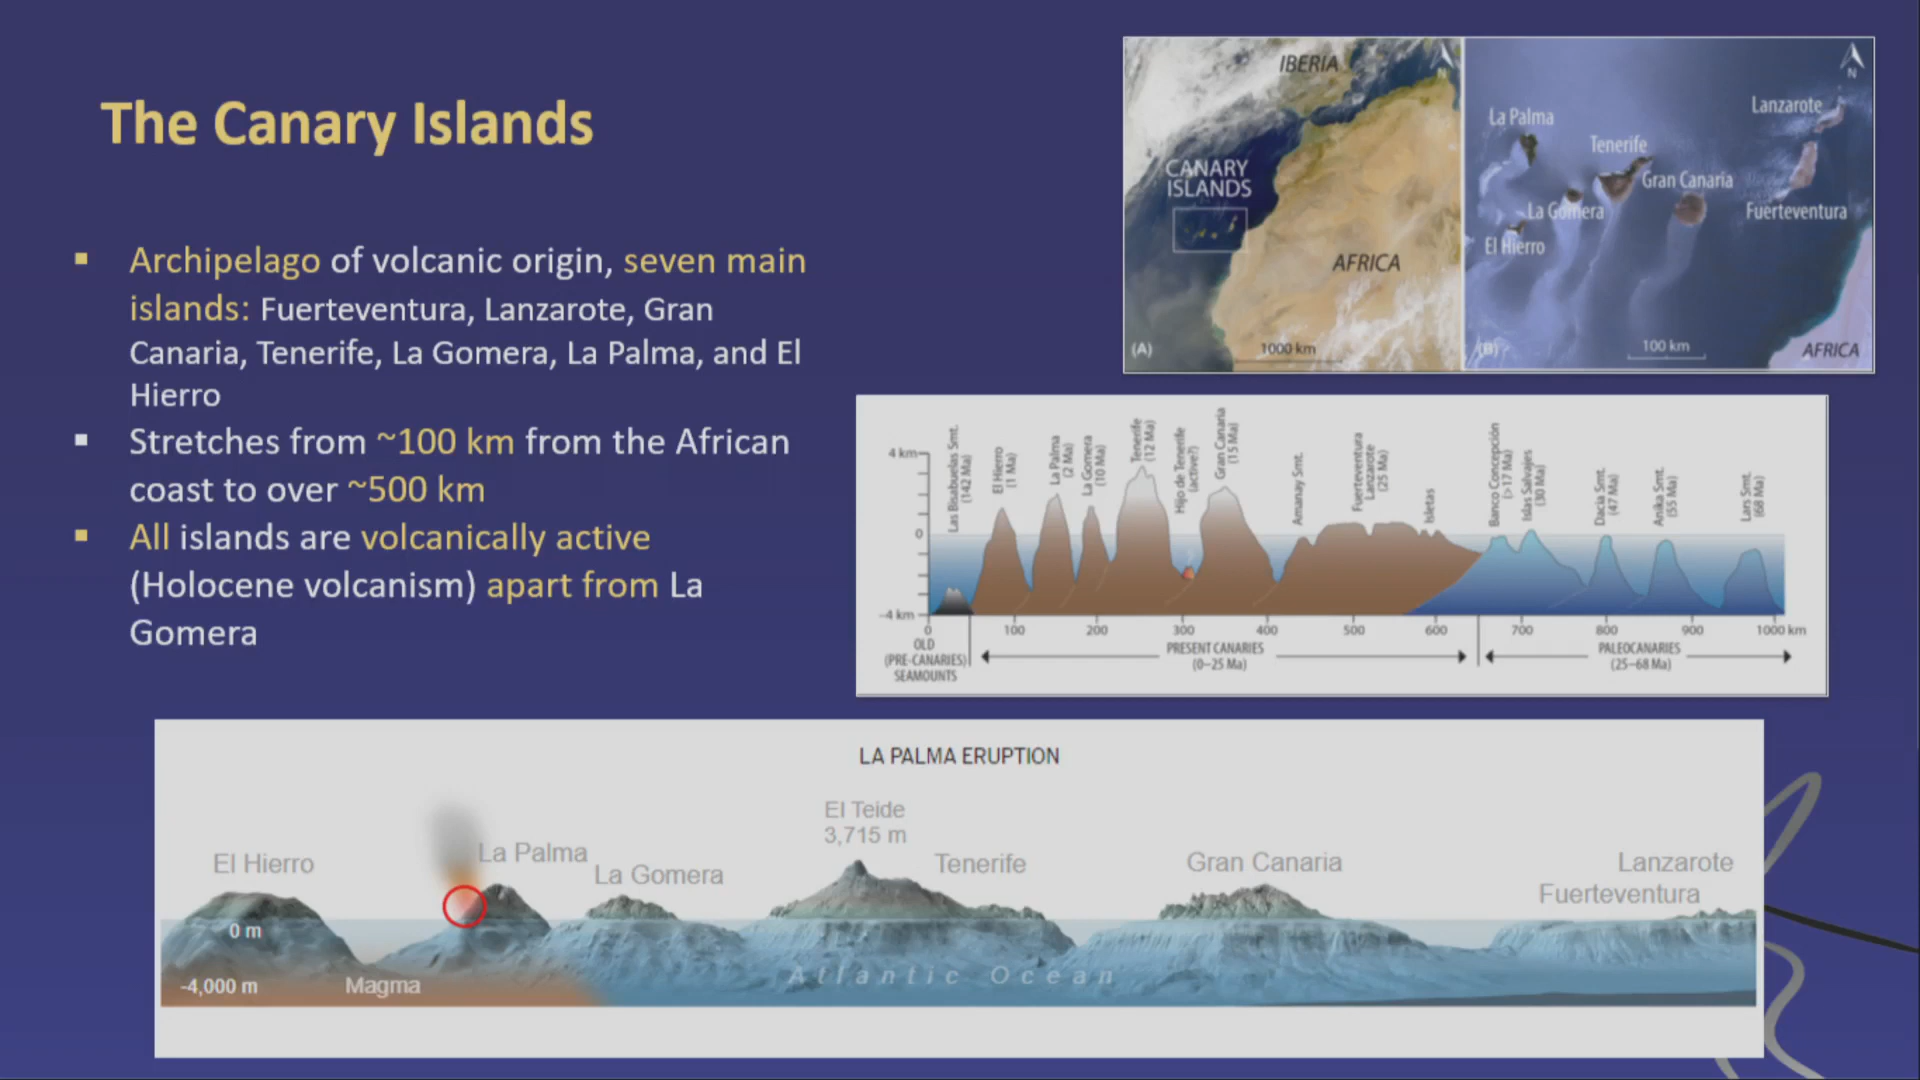 The Canary Islands
Archipelago of volcanic origin, seven main
islands: Fuerteventura, Lanzarote, Gran
Canaria, Tenerife, La Gomera, La Palma, and El
Hierro
Stretches from ~100 km from the African
coast to over ~500 km
All islands are volcanically active
(Holocene volcanism) apart from La
Gomera
IBERIA
N
CANARY
ISLANDS
AFRICA
(A)
1000 km
N
La Palma
Lanzarote
Tenerife
Gran Canaria
La Gomera
Fuerteventura
El Hierro
(B)
100 km
AFRICA
4 km
0
-4 km
Las Bisabuelas Smt.
(142 Ma)
El Hierro
(1 Ma)
La Palma
(2 Ma)
La Gomera
(10 Ma)
Tenerife
(12 Ma)
Hijo de Tenerife
(active?)
Gran Canaria
(15 Ma)
Amanay Smt.
Fuerteventura
Lanzarote
(25 Ma)
Isletas
Banco Concepción
(>17 Ma)
Islas Salvajes
(30 Ma)
Dacia Smt.
(47 Ma)
Anika Smt.
(55 Ma)
Lars Smt.
(68 Ma)
0 100 200 300 400 500 600 700 800 900 1000 km
OLD
(PRE-CANARIES)
SEAMOUNTS
PRESENT CANARIES
(0–25 Ma)
PALEOCANARIES
(25–68 Ma)
LA PALMA ERUPTION
El Teide
3,715 m
El Hierro
La Palma
La Gomera
Tenerife
Gran Canaria
Lanzarote
Fuerteventura
0 m
-4,000 m
Magma
Atlantic Ocean